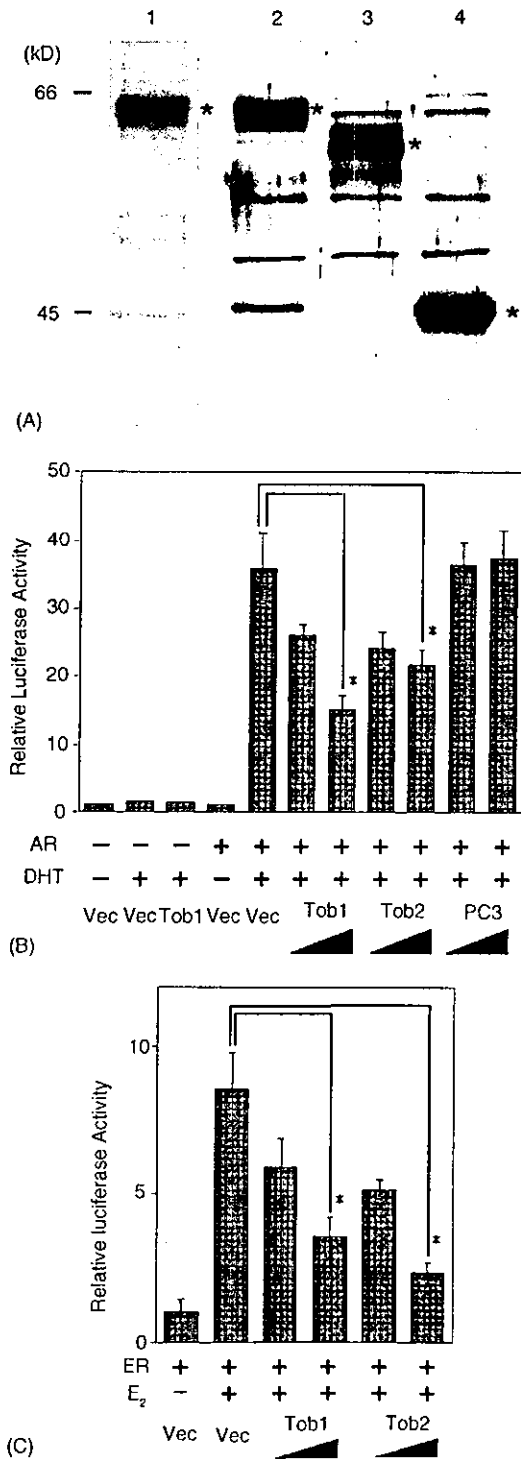 1 2 3 4
(kD)
66
*
*
*
45
*
(A)
50
40
30
20
10
0
Relative Luciferase Activity
*
*
AR − − − + + + + + + + +
DHT − + + − + + + + + + +
Vec Vec Tob1 Vec Vec Tob1 Tob2 PC3
(B)
10
5
0
Relative luciferase Activity
*
*
ER + + + + + +
E₂ − + + + + +
Vec Vec Tob1 Tob2
(C)